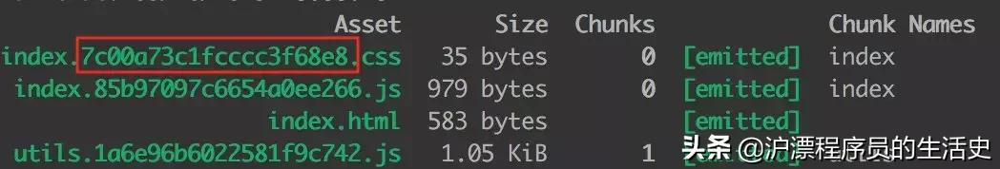 Asset Size Chunks Chunk Names
index.7c00a73c1fcccc3f68e8.css 35 bytes 0 [emitted] index
index.85b97097c6654a0ee266.js 979 bytes 0 [emitted] index
index.html 583 bytes [emitted]
utils.1a6e96b6022581f9c742.js 1.05 KiB 1
头条 @沪漂程序员的生活史